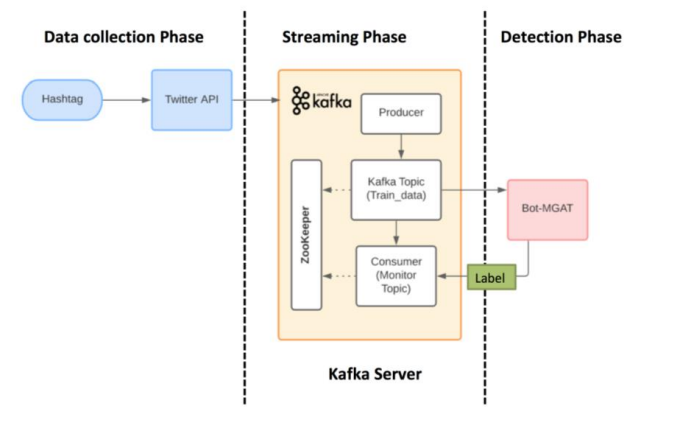 Data collection Phase
Streaming Phase
Detection Phase
Hashtag
Twitter API
kafka
Producer
Kafka Topic
(Train_data)
ZooKeeper
Consumer
(Monitor
Topic)
Bot-MGAT
Label
Kafka Server